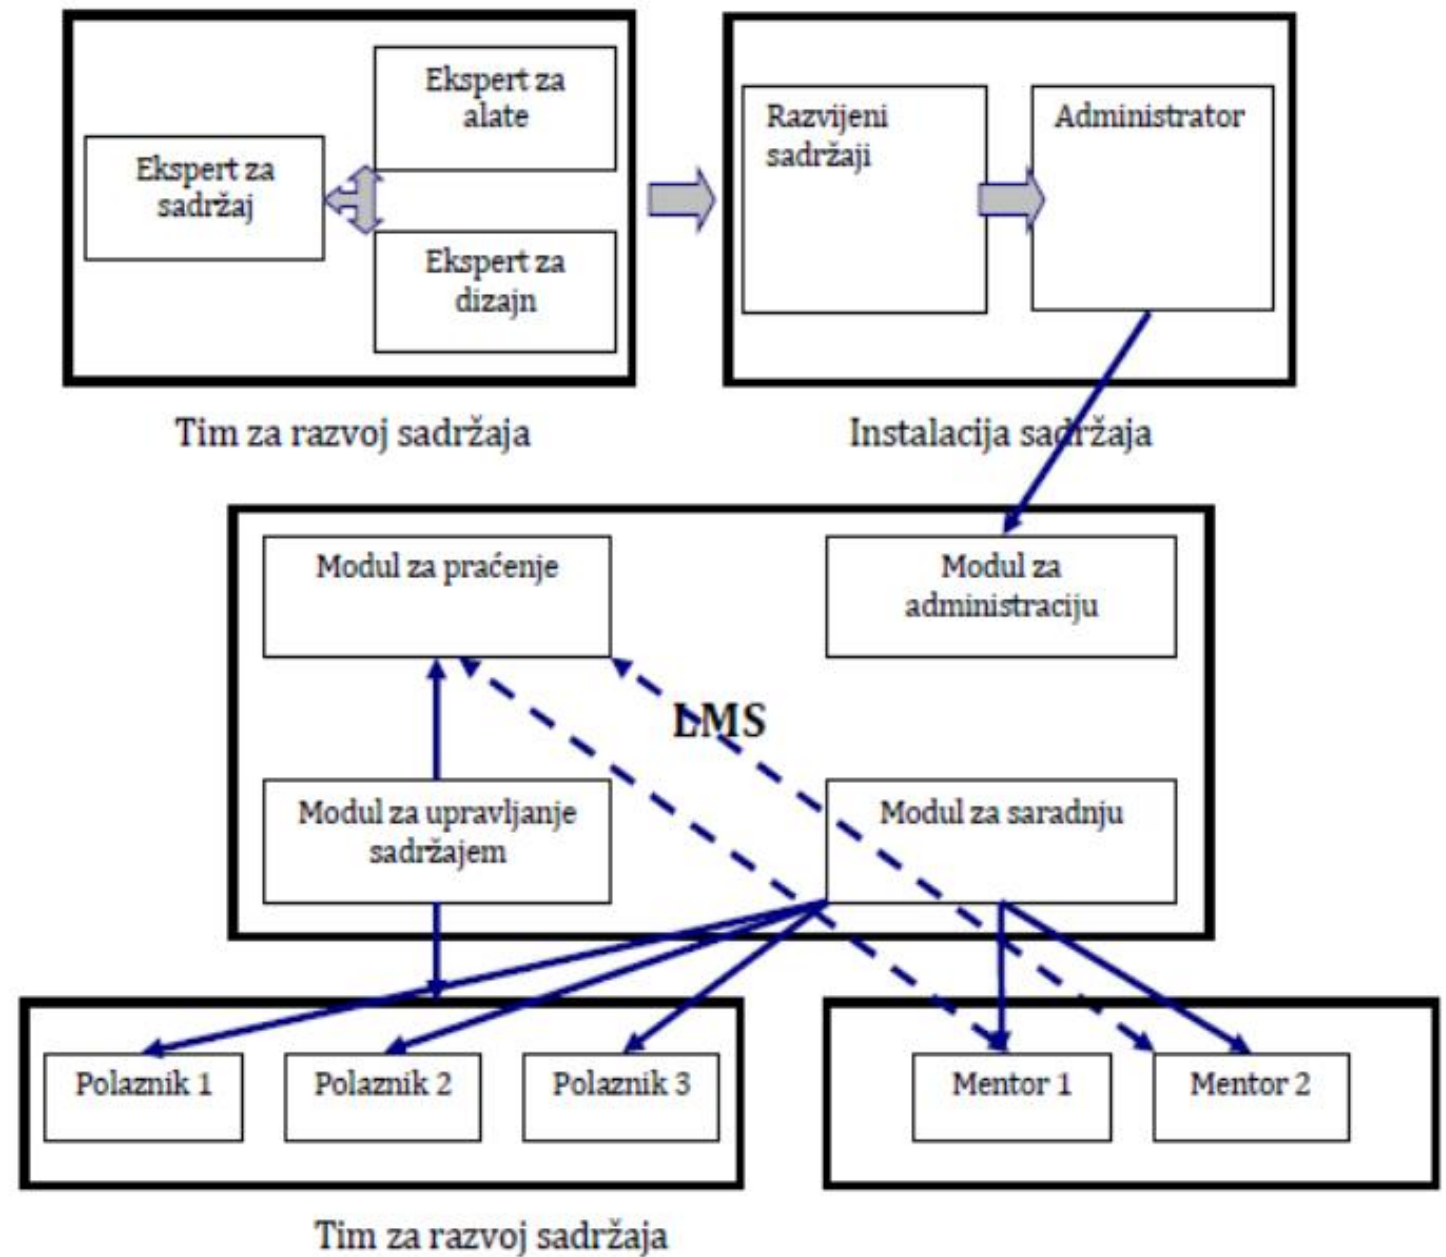 Ekspert za
alate
Ekspert za
sadržaj
Ekspert za
dizajn
Razvijeni
sadržaji
Administrator
Tim za razvoj sadržaja
Instalacija sadržaja
Modul za praćenje
Modul za
administraciju
LMS
Modul za upravljanje
sadržajem
Modul za saradnju
Polaznik 1
Polaznik 2
Polaznik 3
Mentor 1
Mentor 2
Tim za razvoj sadržaja